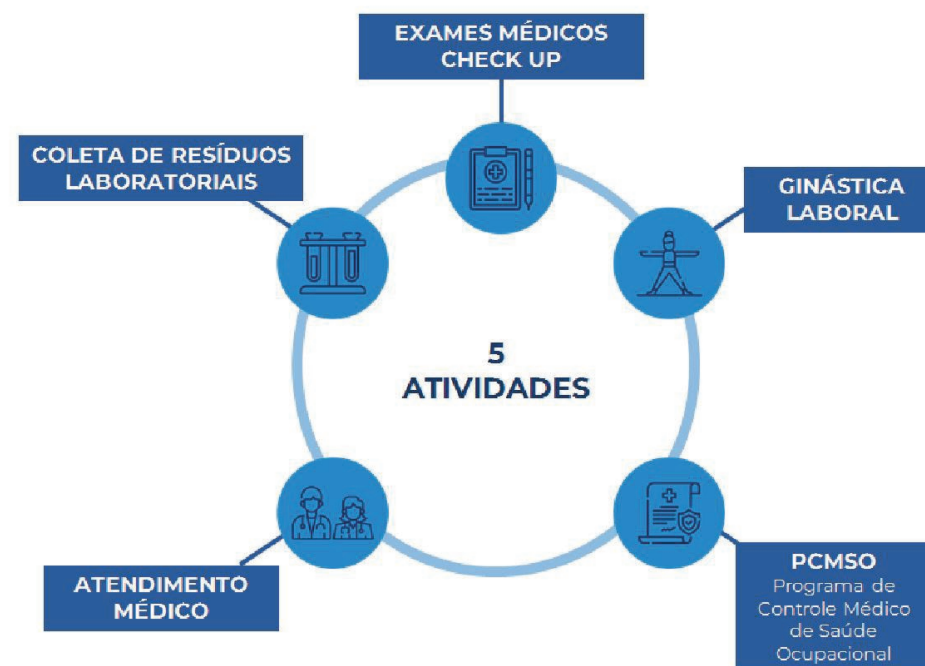 EXAMES MÉDICOS
CHECK UP
COLETA DE RESÍDUOS
LABORATORIAIS
GINÁSTICA
LABORAL
5
ATIVIDADES
ATENDIMENTO
MÉDICO
PCMSO
Programa de
Controle Médico
de Saúde
Ocupacional